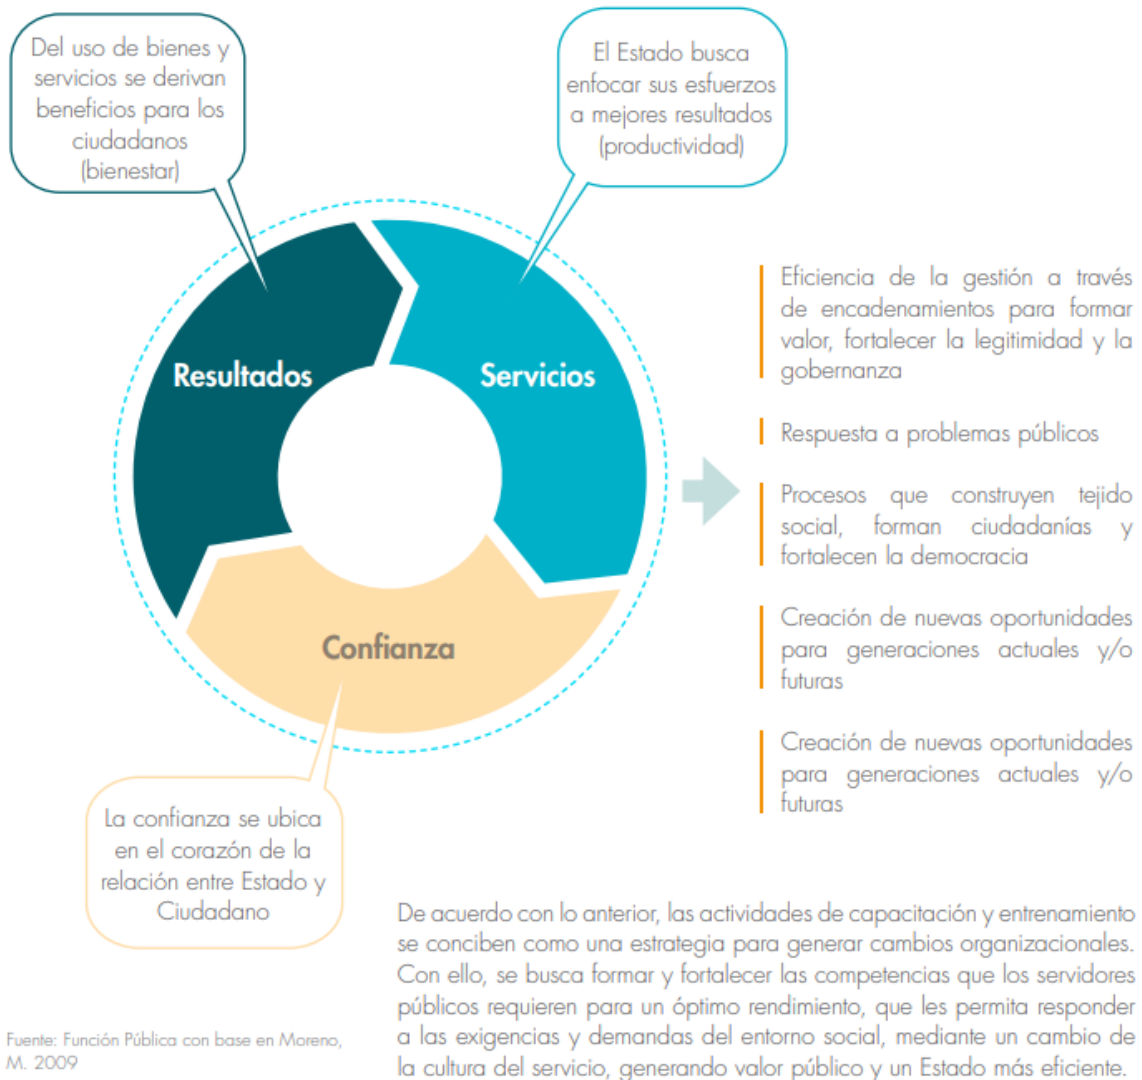 Del uso de bienes y
servicios se derivan
beneficios para los
ciudadanos
(bienestar)
El Estado busca
enfocar sus esfuerzos
a mejores resultados
(productividad)
Resultados
Servicios
Confianza
La confianza se ubica
en el corazón de la
relación entre Estado y
Ciudadano
Eficiencia de la gestión a través
de encadenamientos para formar
valor, fortalecer la legitimidad y la
gobernanza
Respuesta a problemas públicos
Procesos que construyen tejido
social, forman ciudadanías y
fortalecen la democracia
Creación de nuevas oportunidades
para generaciones actuales y/o
futuras
Creación de nuevas oportunidades
para generaciones actuales y/o
futuras
De acuerdo con lo anterior, las actividades de capacitación y entrenamiento
se conciben como una estrategia para generar cambios organizacionales.
Con ello, se busca formar y fortalecer las competencias que los servidores
públicos requieren para un óptimo rendimiento, que les permita responder
a las exigencias y demandas del entorno social, mediante un cambio de
la cultura del servicio, generando valor público y un Estado más eficiente.
Fuente: Función Pública con base en Moreno,
M. 2009